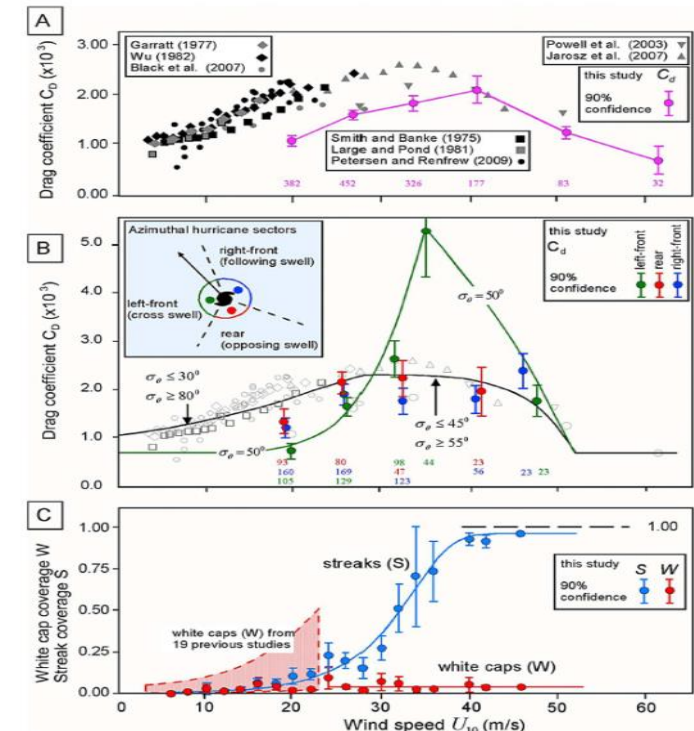 A
Drag coefficient C_D (x10³)
3.00
2.00
1.00
0.00
Garratt (1977)
Wu (1982)
Black et al. (2007)
Powell et al. (2003)
Jarosz et al. (2007)
this study C_d
90%
confidence
Smith and Banke (1975)
Large and Pond (1981)
Petersen and Renfrew (2009)
382 452 326 177 83 32
B
Drag coefficient C_D (x10³)
5.0
4.0
3.0
2.0
1.0
0.0
Azimuthal hurricane sectors
right-front
(following swell)
left-front
(cross swell)
rear
(opposing swell)
this study
C_d
90%
confidence
left-front
rear
right-front
σ_θ=50°
σ_θ ≤30°
σ_θ ≥80°
σ_θ ≤45°
σ_θ ≥55°
σ_θ=50°
93 80 98 44 23
160 169 47 56 23 23
105 129 123
C
White cap coverage W
Streak coverage S
1.00
0.75
0.50
0.25
0.00
1.00
streaks (S)
this study S W
90%
confidence
white caps (W) from
19 previous studies
white caps (W)
10 20 30 40 50 60
Wind speed U₁₀ (m/s)